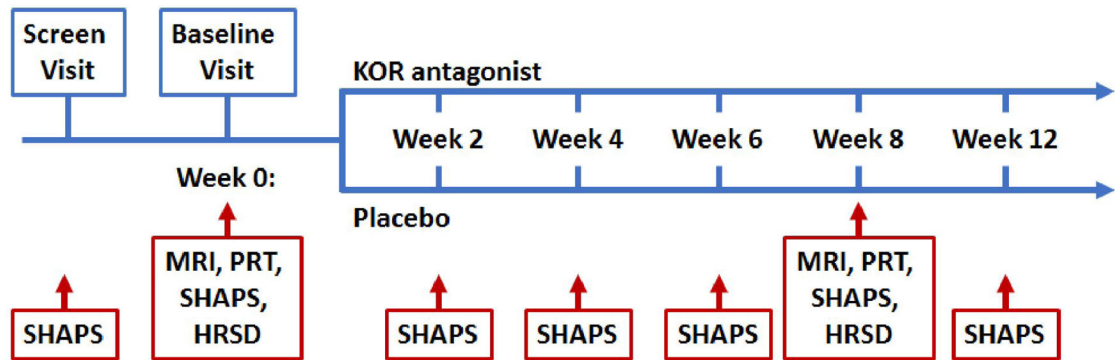 Screen
Visit
Baseline
Visit
KOR antagonist
Week 2
Week 4
Week 6
Week 8
Week 12
Week 0:
Placebo
MRI, PRT,
SHAPS,
HRSD
MRI, PRT,
SHAPS,
HRSD
SHAPS
SHAPS
SHAPS
SHAPS
SHAPS